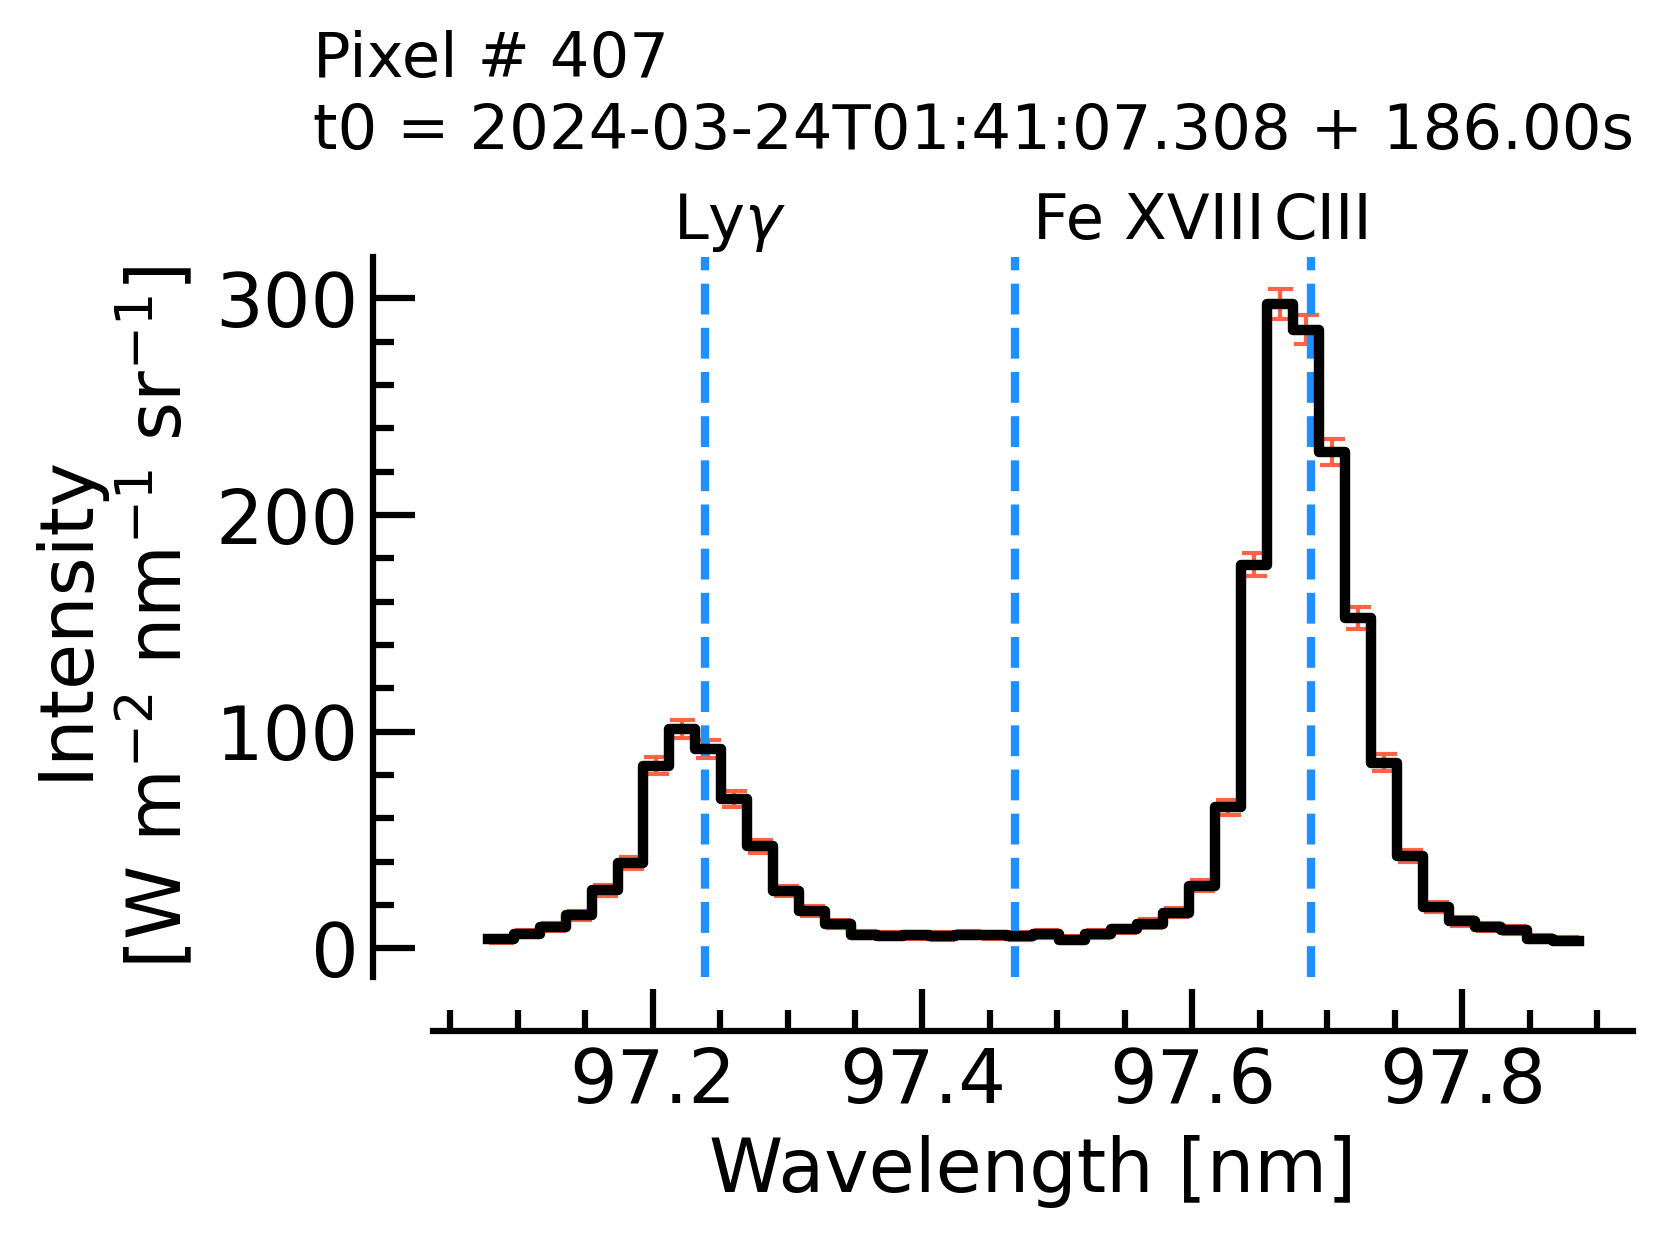 Pixel # 407
t0 = 2024-03-24T01:41:07.308 + 186.00s
Lyγ Fe XVIII CIII
Intensity
[W m⁻² nm⁻¹ sr⁻¹]
300
200
100
0
97.2 97.4 97.6 97.8
Wavelength [nm]